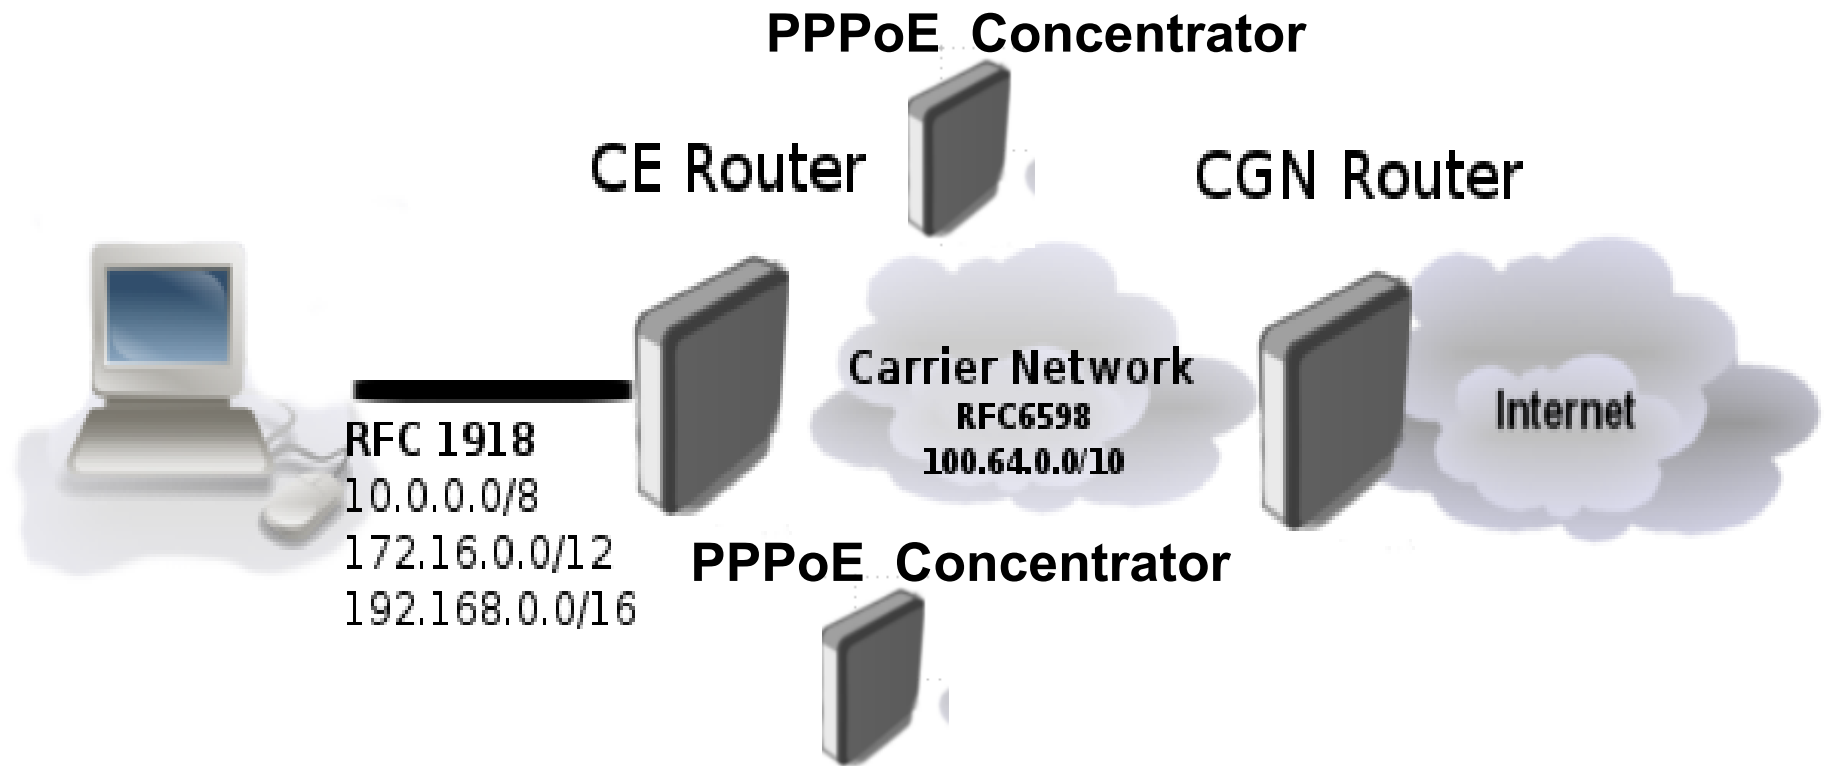 PPPoE Concentrator
CE Router
CGN Router
Carrier Network
RFC6598
100.64.0.0/10
Internet
RFC 1918
10.0.0.0/8
172.16.0.0/12
192.168.0.0/16
PPPoE Concentrator